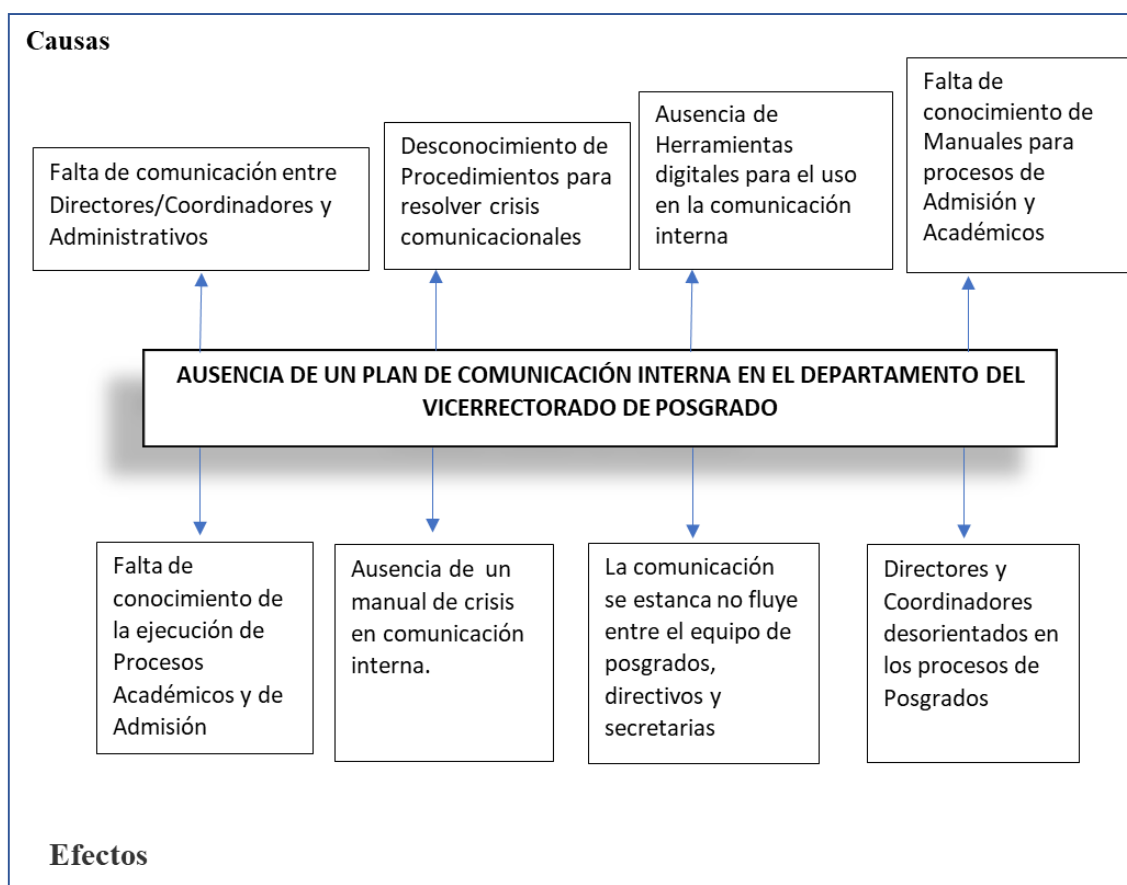 Causas
Falta de comunicación entre
Directores/Coordinadores y
Administrativos
Desconocimiento de
Procedimientos para
resolver crisis
comunicacionales
Ausencia de
Herramientas
digitales para el uso
en la comunicación
interna
Falta de
conocimiento de
Manuales para
procesos de
Admisión y
Académicos
AUSENCIA DE UN PLAN DE COMUNICACIÓN INTERNA EN EL DEPARTAMENTO DEL
VICERRECTORADO DE POSGRADO
Falta de
conocimiento de
la ejecución de
Procesos
Académicos y de
Admisión
Ausencia de un
manual de crisis
en comunicación
interna.
La comunicación
se estanca no fluye
entre el equipo de
posgrados,
directivos y
secretarias
Directores y
Coordinadores
desorientados en
los procesos de
Posgrados
Efectos